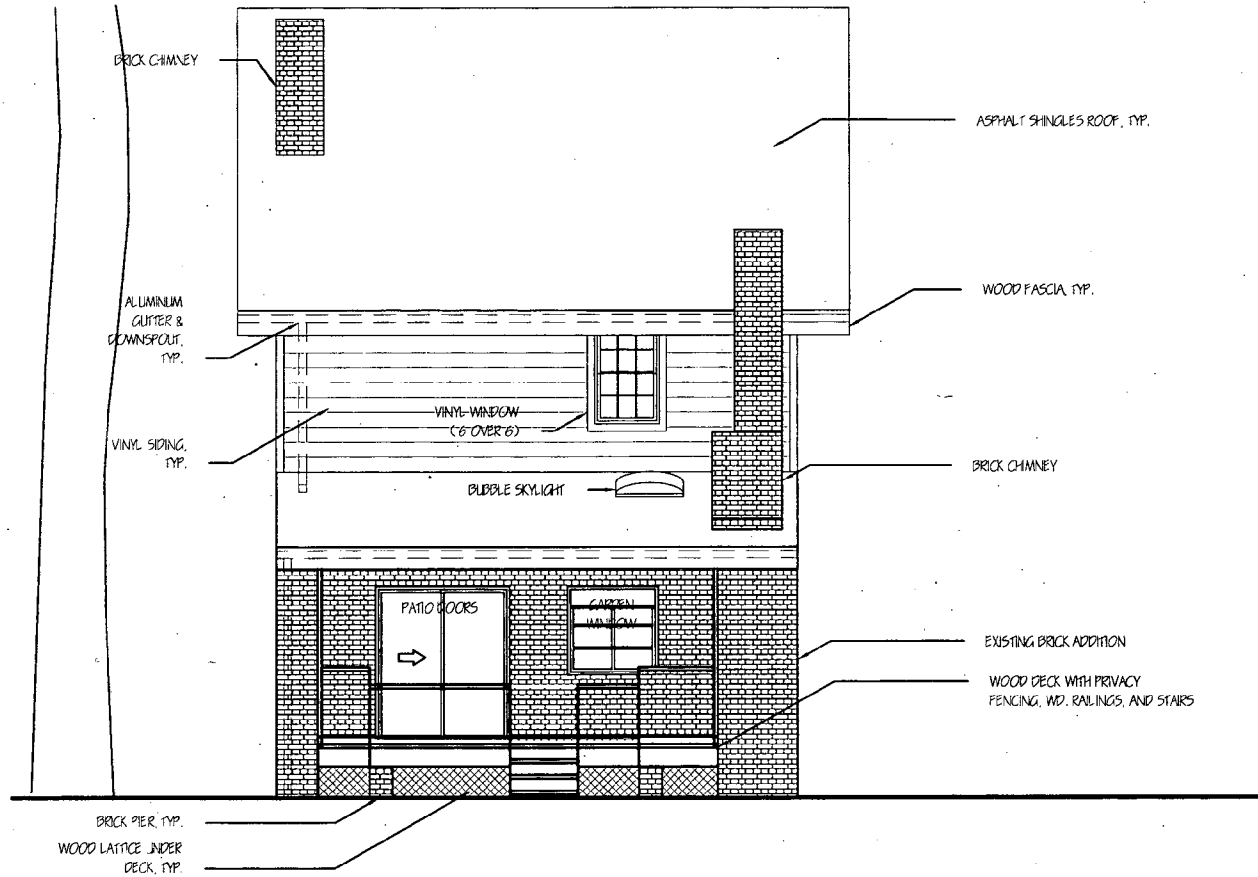 BRICK CHIMNEY
ASPHALT SHINGLES ROOF, TYP.
WOOD FASCIA, TYP.
ALUMINUM
GUTTER &
DOWNSPOUT,
TYP.
VINYL WINDOW
(6 OVER 6)
VINYL SIDING,
TYP.
BRICK CHIMNEY
BUBBLE SKYLIGHT
PATIO DOORS
GARDEN
WINDOW
EXISTING BRICK ADDITION
WOOD DECK WITH PRIVACY
FENCING, WD. RAILINGS, AND STAIRS
BRICK PIER, TYP.
WOOD LATTICE UNDER
DECK, TYP.